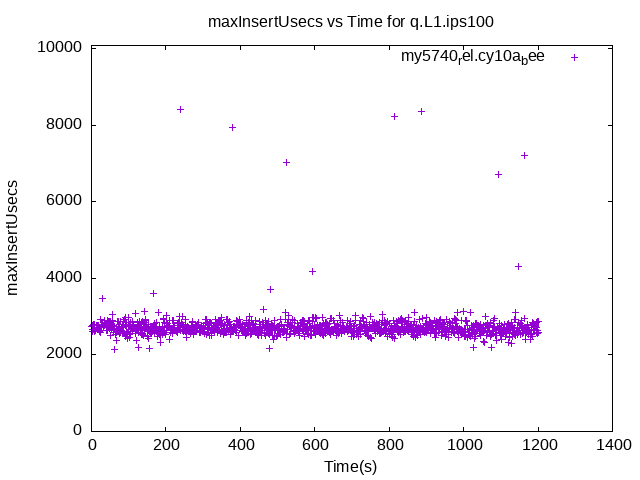 maxInsertUsecs vs Time for q.L1.ips100
my5740rel.cy10abee
10000
8000
6000
4000
2000
0
maxInsertUsecs
0 200 400 600 800 1000 1200 1400
Time(s)